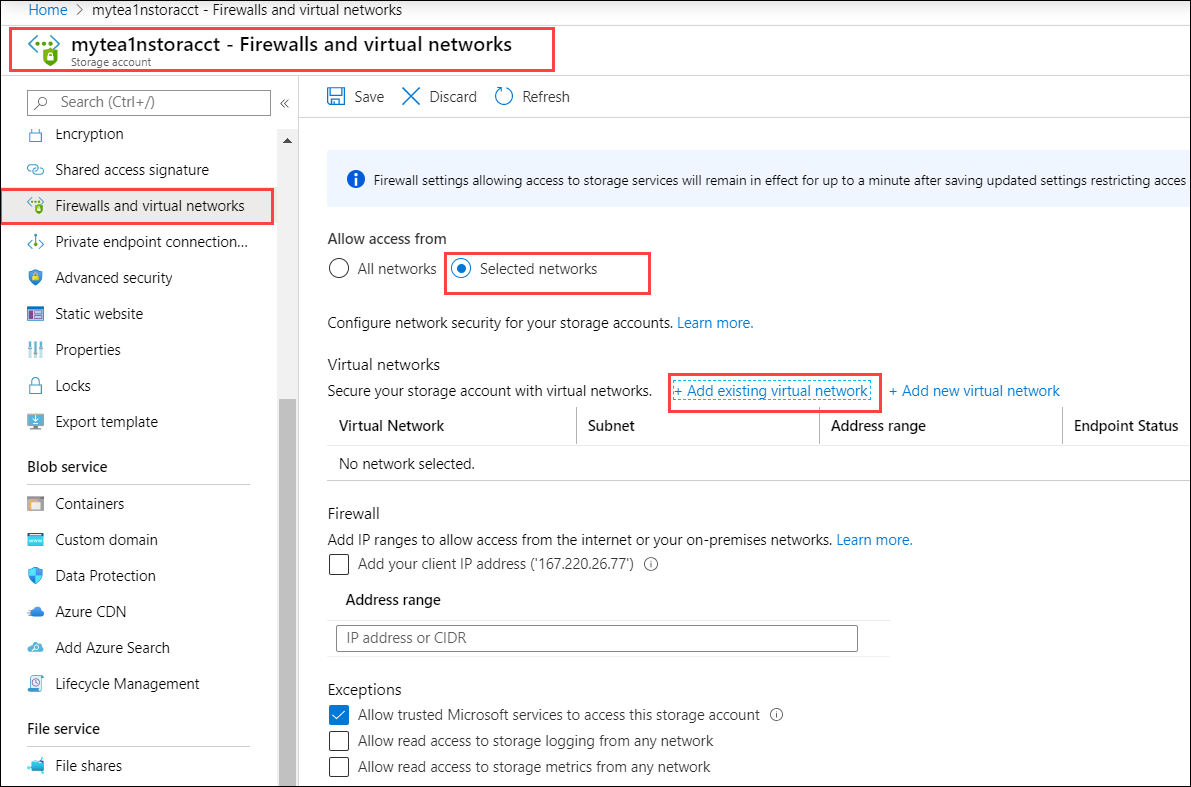 Home > mytea1nstoracct - Firewalls and virtual networks
mytea1nstoracct - Firewalls and virtual networks
Storage account
Search (Ctrl+/)
«
Encryption
Shared access signature
Firewalls and virtual networks
Private endpoint connection...
Advanced security
Static website
Properties
Locks
Export template
Blob service
Containers
Custom domain
Data Protection
Azure CDN
Add Azure Search
Lifecycle Management
File service
File shares
Save Discard Refresh
Firewall settings allowing access to storage services will remain in effect for up to a minute after saving updated settings restricting acces
Allow access from
All networks Selected networks
Configure network security for your storage accounts. Learn more.
Virtual networks
Secure your storage account with virtual networks. + Add existing virtual network + Add new virtual network
Virtual Network Subnet Address range Endpoint Status
No network selected.
Firewall
Add IP ranges to allow access from the internet or your on-premises networks. Learn more.
Add your client IP address ('167.220.26.77')
Address range
IP address or CIDR
Exceptions
Allow trusted Microsoft services to access this storage account
Allow read access to storage logging from any network
Allow read access to storage metrics from any network